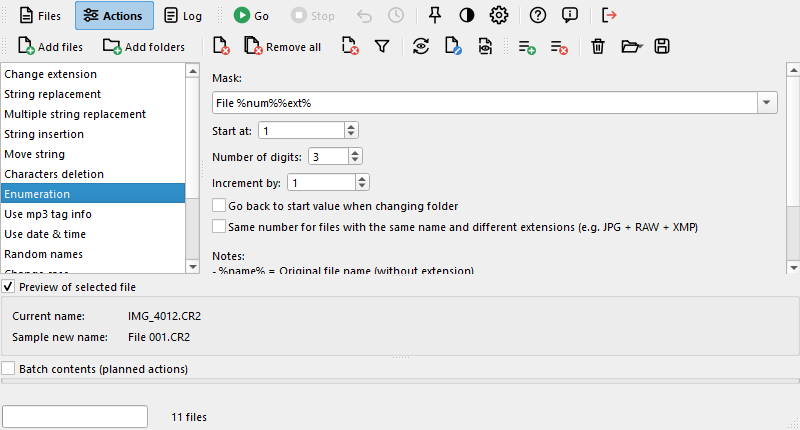 Files Actions Log Go Stop
Add files Add folders Remove all
Change extension
String replacement
Multiple string replacement
String insertion
Move string
Characters deletion
Enumeration
Use mp3 tag info
Use date & time
Random names
Mask:
File %num%%ext%
Start at: 1
Number of digits: 3
Increment by: 1
Go back to start value when changing folder
Same number for files with the same name and different extensions (e.g. JPG + RAW + XMP)
Notes:
- %name% = Original file name (without extension)
Preview of selected file
Current name: IMG_4012.CR2
Sample new name: File 001.CR2
Batch contents (planned actions)
11 files